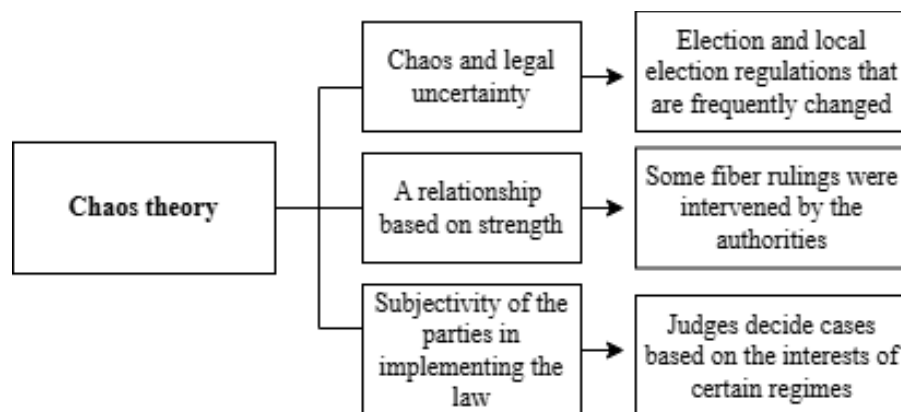 Chaos theory
Chaos and legal
uncertainty
Election and local
election regulations that
are frequently changed
A relationship
based on strength
Some fiber rulings were
intervened by the
authorities
Subjectivity of the
parties in
implementing the
law
Judges decide cases
based on the interests of
certain regimes